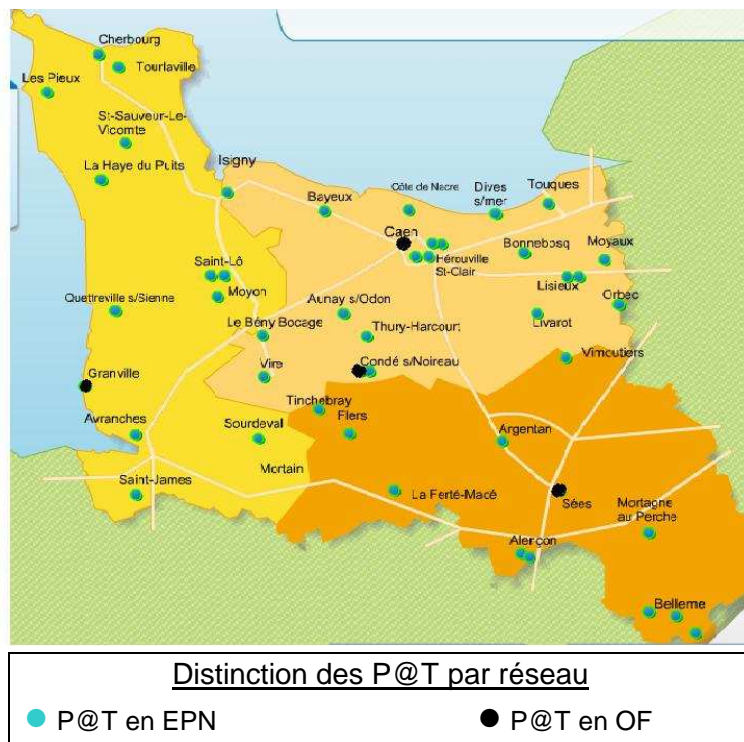 Cherbourg
Tourlaville
Les Pieux
St-Sauveur-Le-
Vicomte
La Haye du Puits
Isigny
Bayeux
Côte de Nacre
Dives
s/mer
Touques
Caen
Hérouville
St-Clair
Bonnebosq
Moyaux
Saint-Lô
Moyon
Lisieux
Orbec
Quettreville s/Sienne
Aunay s/Odon
Livarot
Le Bény Bocage
Thury-Harcourt
Vimoutiers
Granville
Vire
Condé s/Noireau
Tinchebray
Flers
Avranches
Sourdeval
Argentan
Mortain
Saint-James
La Ferté-Macé
Sées
Mortagne
au Perche
Alençon
Belleme
Distinction des P@T par réseau
P@T en EPN
P@T en OF